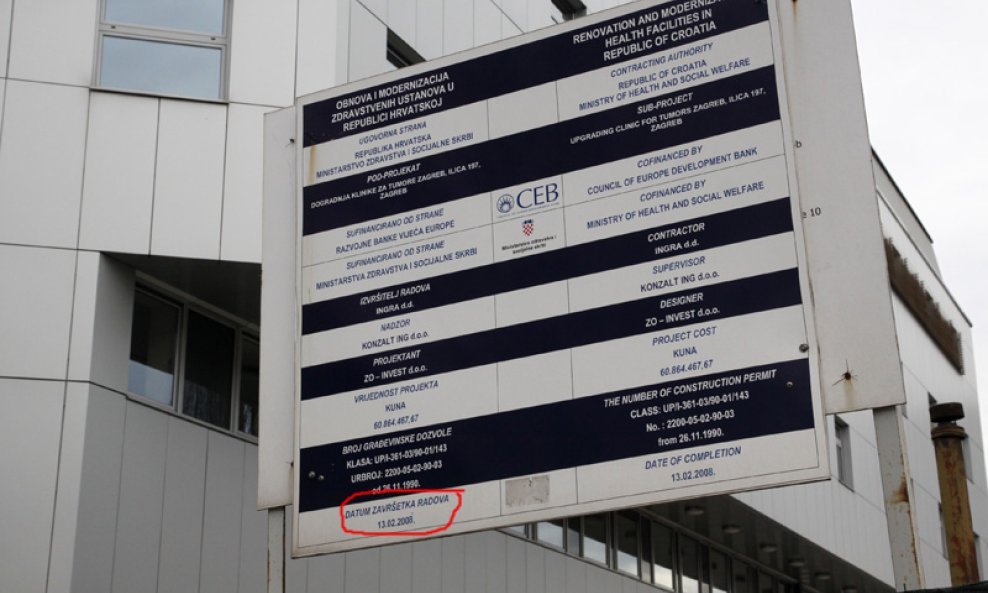 OBNOVA I MODERNIZACIJA
ZDRAVSTVENIH USTANOVA U
REPUBLICI HRVATSKOJ
UGOVORNA STRANA
REPUBLIKA HRVATSKA
MINISTARSTVO ZDRAVSTVA I SOCIJALNE SKRBI
POD-PROJEKAT
DOGRADNJA KLINIKE ZA TUMORE ZAGREB, ILICA 197,
ZAGREB
SUFINANCIRANO OD STRANE
RAZVOJNE BANKE VIJEĆA EUROPE
SUFINANCIRANO OD STRANE
MINISTARSTVA ZDRAVSTVA I SOCIJALNE SKRBI
IZVRŠITELJ RADOVA
INGRA d.d.
NADZOR
KONZALT ING d.o.o.
PROJEKTANT
ZO – INVEST d.o.o.
VRIJEDNOST PROJEKTA
KUNA
60.864.467,67
BROJ GRAĐEVINSKE DOZVOLE
KLASA: UP/I-361-03/90-01/143
URBROJ: 2200-05-02-90-03
od 26.11.1990.
DATUM ZAVRŠETKA RADOVA
13.02.2008.
CEB
Ministarstvo zdravstva i
socijalne skrbi
RENOVATION AND MODERNIZA
HEALTH FACILITIES IN
REPUBLIC OF CROATIA
CONTRACTING AUTHORITY
REPUBLIC OF CROATIA
MINISTRY OF HEALTH AND SOCIAL WELFARE
SUB-PROJECT
UPGRADING CLINIC FOR TUMORS ZAGREB, ILICA 197,
ZAGREB
COFINANCED BY
COUNCIL OF EUROPE DEVELOPMENT BANK
COFINANCED BY
MINISTRY OF HEALTH AND SOCIAL WELFARE
CONTRACTOR
INGRA d.d.
SUPERVISOR
KONZALT ING d.o.o.
DESIGNER
ZO – INVEST d.o.o.
PROJECT COST
KUNA
60.864.467,67
THE NUMBER OF CONSTRUCTION PERMIT
CLASS: UP/I-361-03/90-01/143
No. : 2200-05-02-90-03
from 26.11.1990.
DATE OF COMPLETION
13.02.2008.
b
e 10